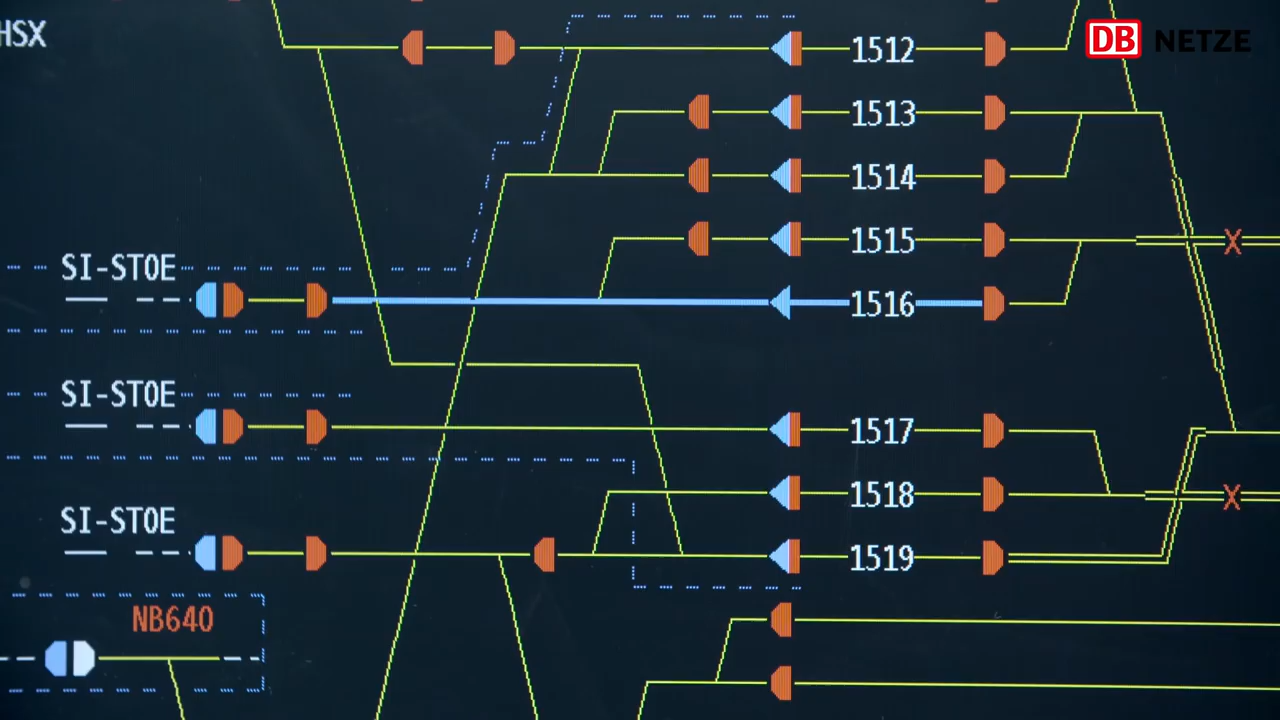 HSX
DB NETZE
1512
1513
1514
1515
SI-STOE
1516
SI-STOE
1517
1518
SI-STOE
1519
NB640
X
X